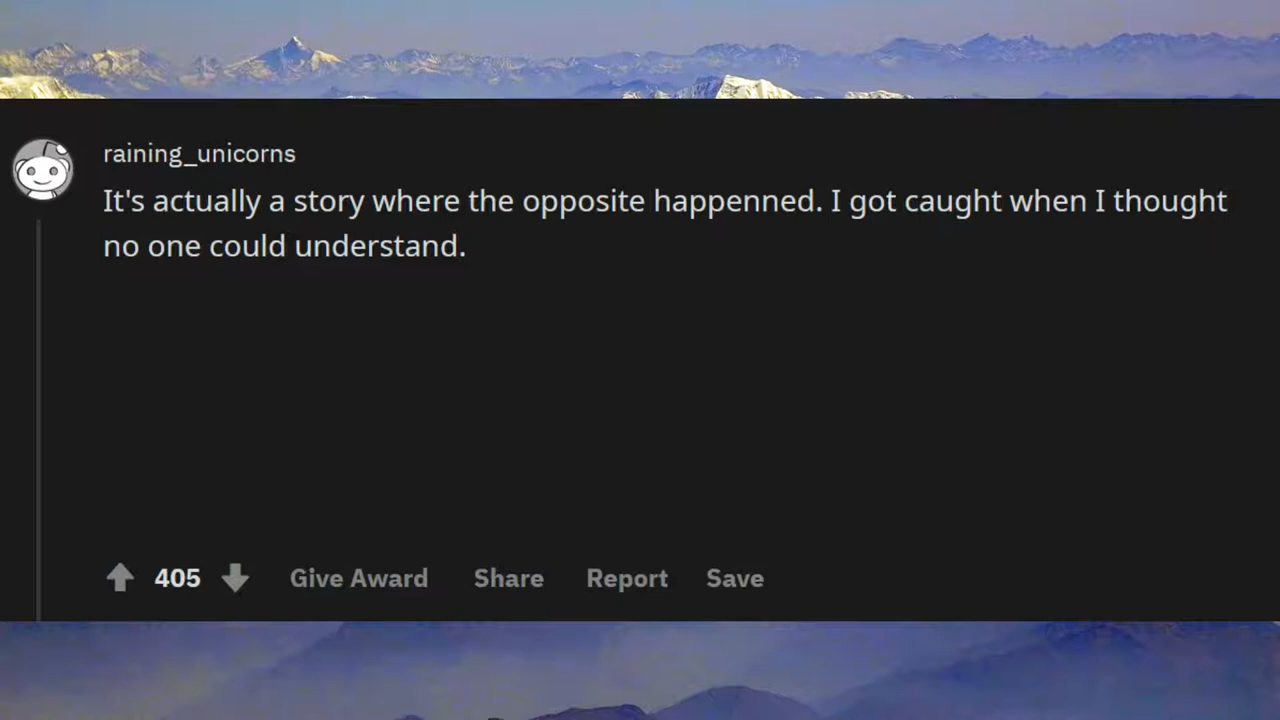 raining_unicorns
It's actually a story where the opposite happenned. I got caught when I thought
no one could understand.
405 Give Award Share Report Save